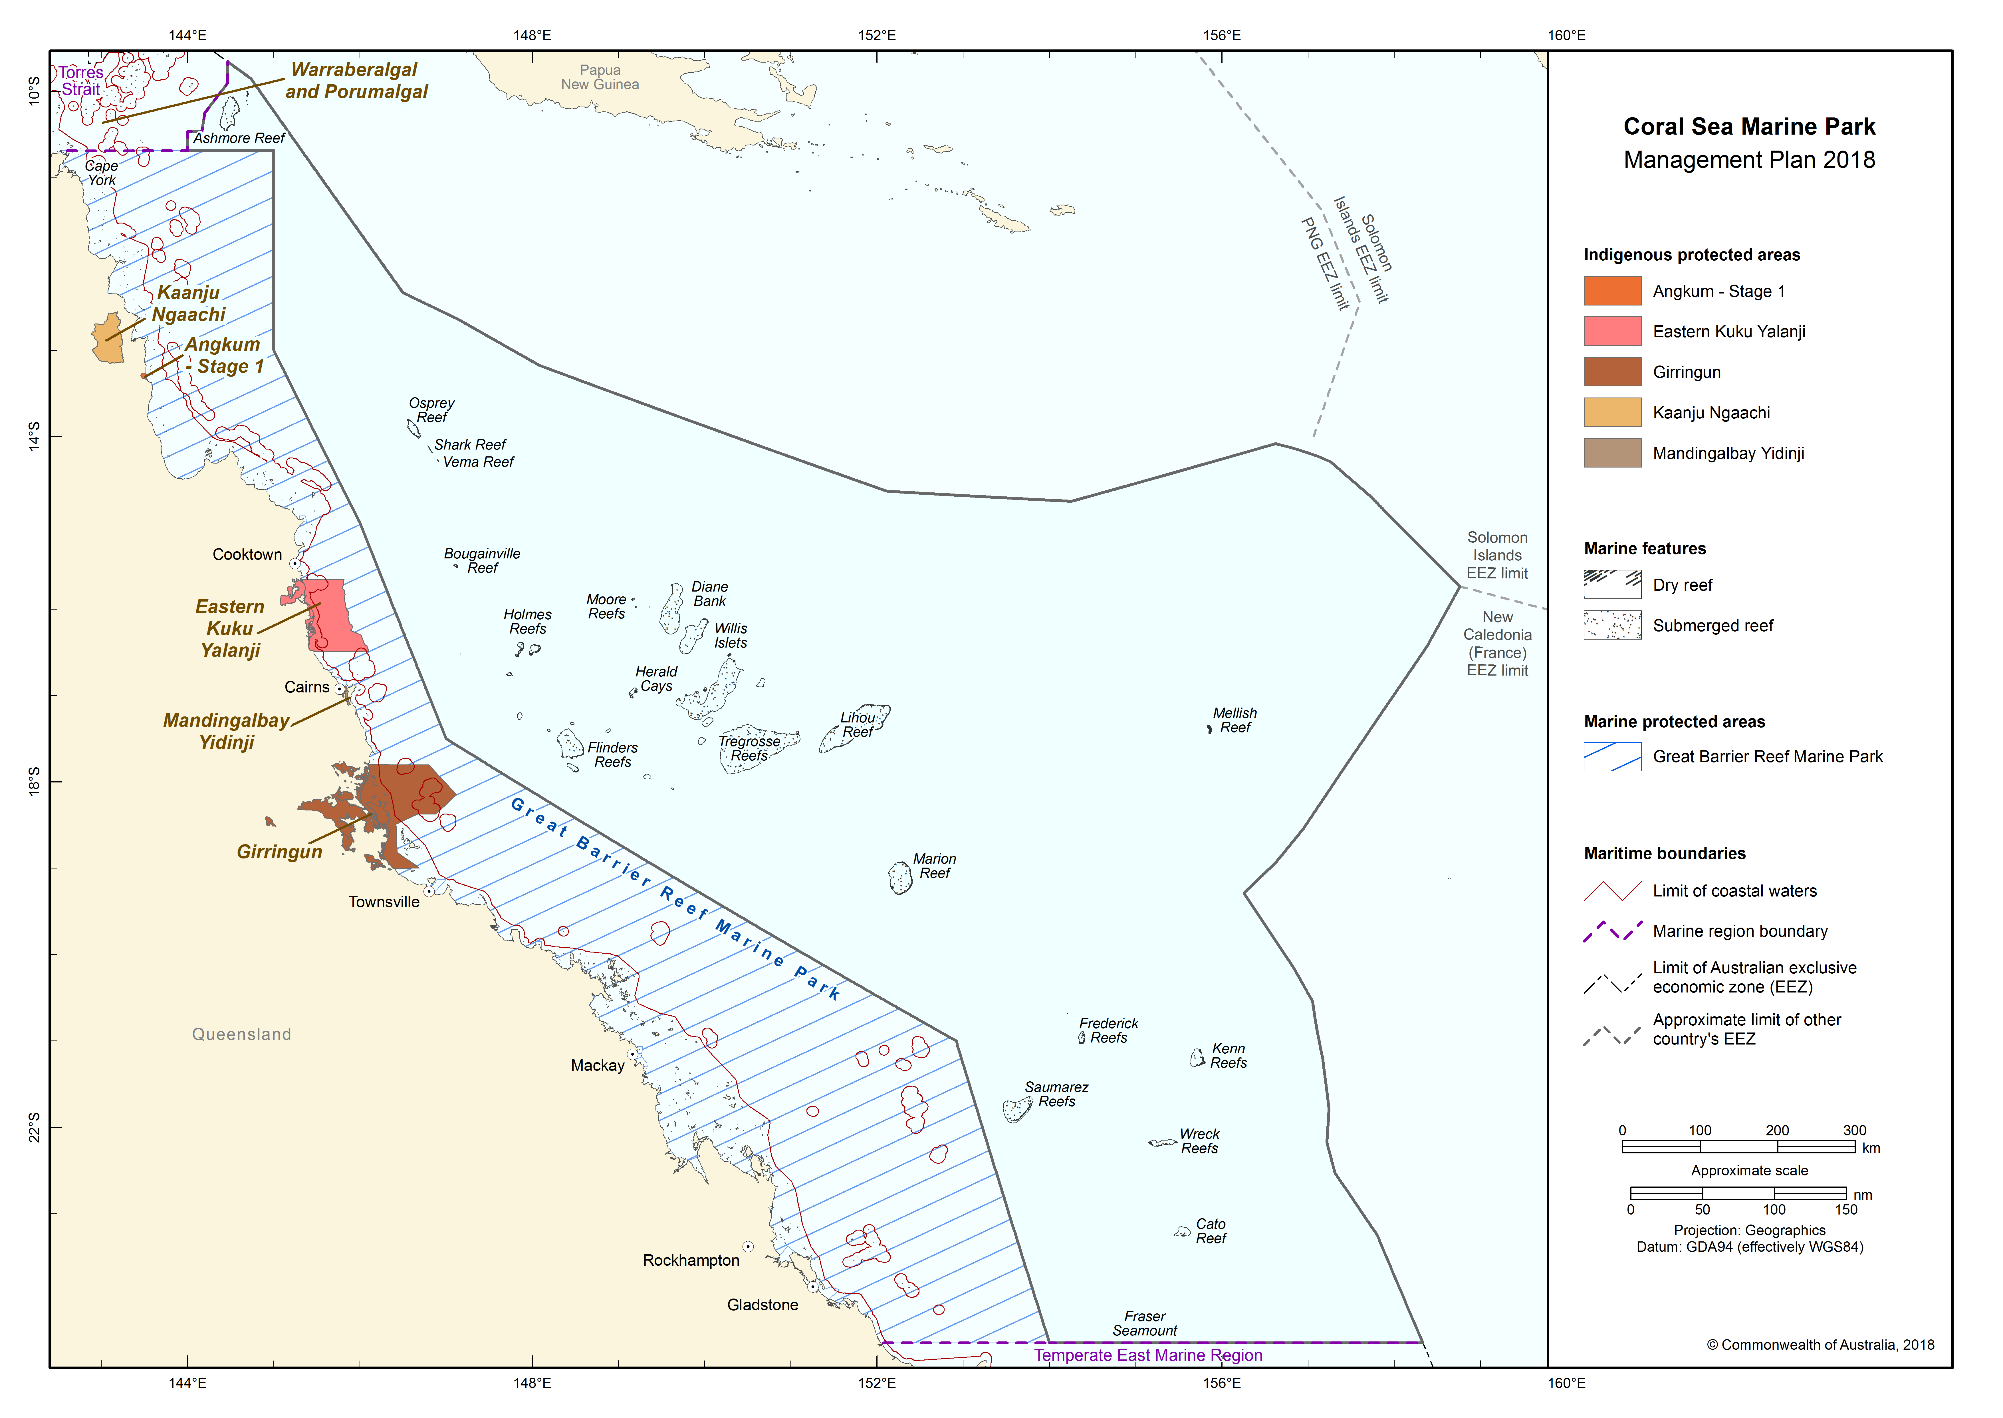 144°E
148°E
152°E
156°E
160°E
10°S
14°S
18°S
22°S
Torres
Strait
Warraberalgal
and Porumalgal
Papua
New Guinea
Ashmore Reef
Cape
York
Solomon
Islands EEZ limit
PNG EEZ limit
Kaanju
Ngaachi
Angkum
- Stage 1
Osprey
Reef
Shark Reef
Vema Reef
Cooktown
Bougainville
Reef
Solomon
Islands
EEZ limit
New
Caledonia
(France)
EEZ limit
Eastern
Kuku
Yalanji
Holmes
Reefs
Moore
Reefs
Diane
Bank
Willis
Islets
Herald
Cays
Cairns
Mandingalbay
Yidinji
Flinders
Reefs
Tregrosse
Reefs
Lihou
Reef
Mellish
Reef
Girringun
Great Barrier Reef Marine Park
Marion
Reef
Townsville
Queensland
Mackay
Frederick
Reefs
Kenn
Reefs
Saumarez
Reefs
Wreck
Reefs
Cato
Reef
Rockhampton
Gladstone
Fraser
Seamount
Temperate East Marine Region
144°E
148°E
152°E
156°E
160°E
Coral Sea Marine Park
Management Plan 2018
Indigenous protected areas
Angkum - Stage 1
Eastern Kuku Yalanji
Girringun
Kaanju Ngaachi
Mandingalbay Yidinji
Marine features
Dry reef
Submerged reef
Marine protected areas
Great Barrier Reef Marine Park
Maritime boundaries
Limit of coastal waters
Marine region boundary
Limit of Australian exclusive
economic zone (EEZ)
Approximate limit of other
country's EEZ
0 100 200 300
km
Approximate scale
nm
0 50 100 150
Projection: Geographics
Datum: GDA94 (effectively WGS84)
© Commonwealth of Australia, 2018